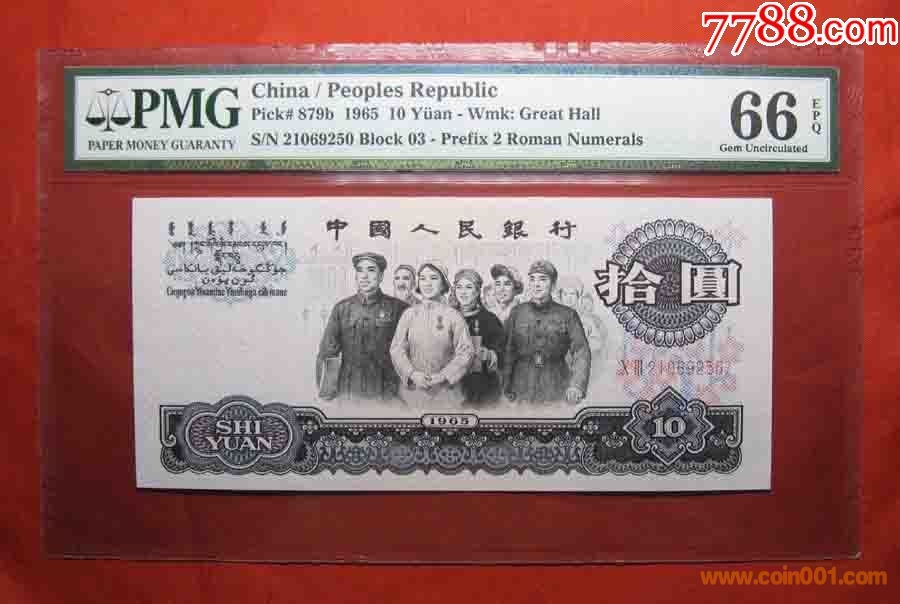 7788.com
PMG
PAPER MONEY GUARANTY
China / Peoples Republic
Pick# 879b 1965 10 Yüan - Wmk: Great Hall
S/N 21069250 Block 03 - Prefix 2 Roman Numerals
66 EPQ
Gem Uncirculated
中國人民銀行
拾圓
21069250
SHI
YUAN
1965
10
www.coin001.com